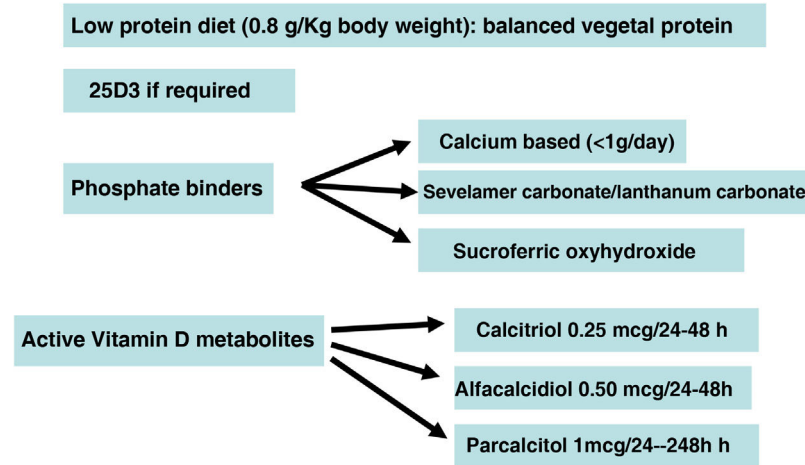 Low protein diet (0.8 g/Kg body weight): balanced vegetal protein
25D3 if required
Phosphate binders
Calcium based (<1g/day)
Sevelamer carbonate/lanthanum carbonate
Sucroferric oxyhydroxide
Active Vitamin D metabolites
Calcitriol 0.25 mcg/24-48 h
Alfacalcidiol 0.50 mcg/24-48h
Parcalcitol 1mcg/24--248h h